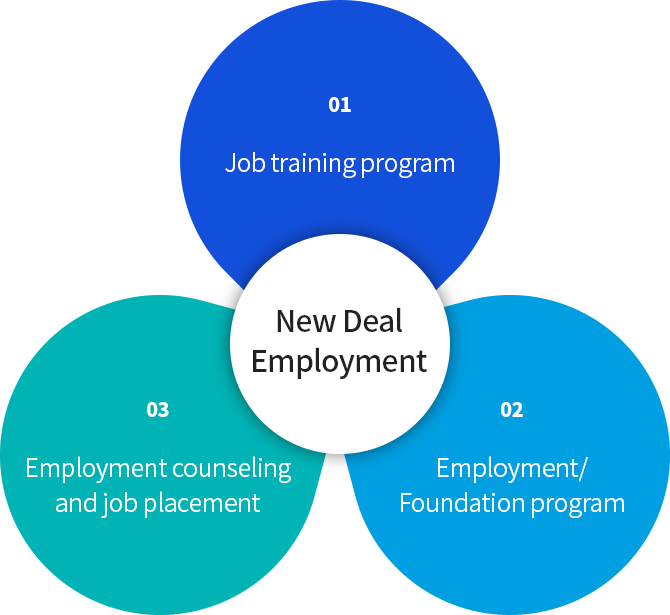 01
Job training program
New Deal
Employment
03
Employment counseling
and job placement
02
Employment/
Foundation program